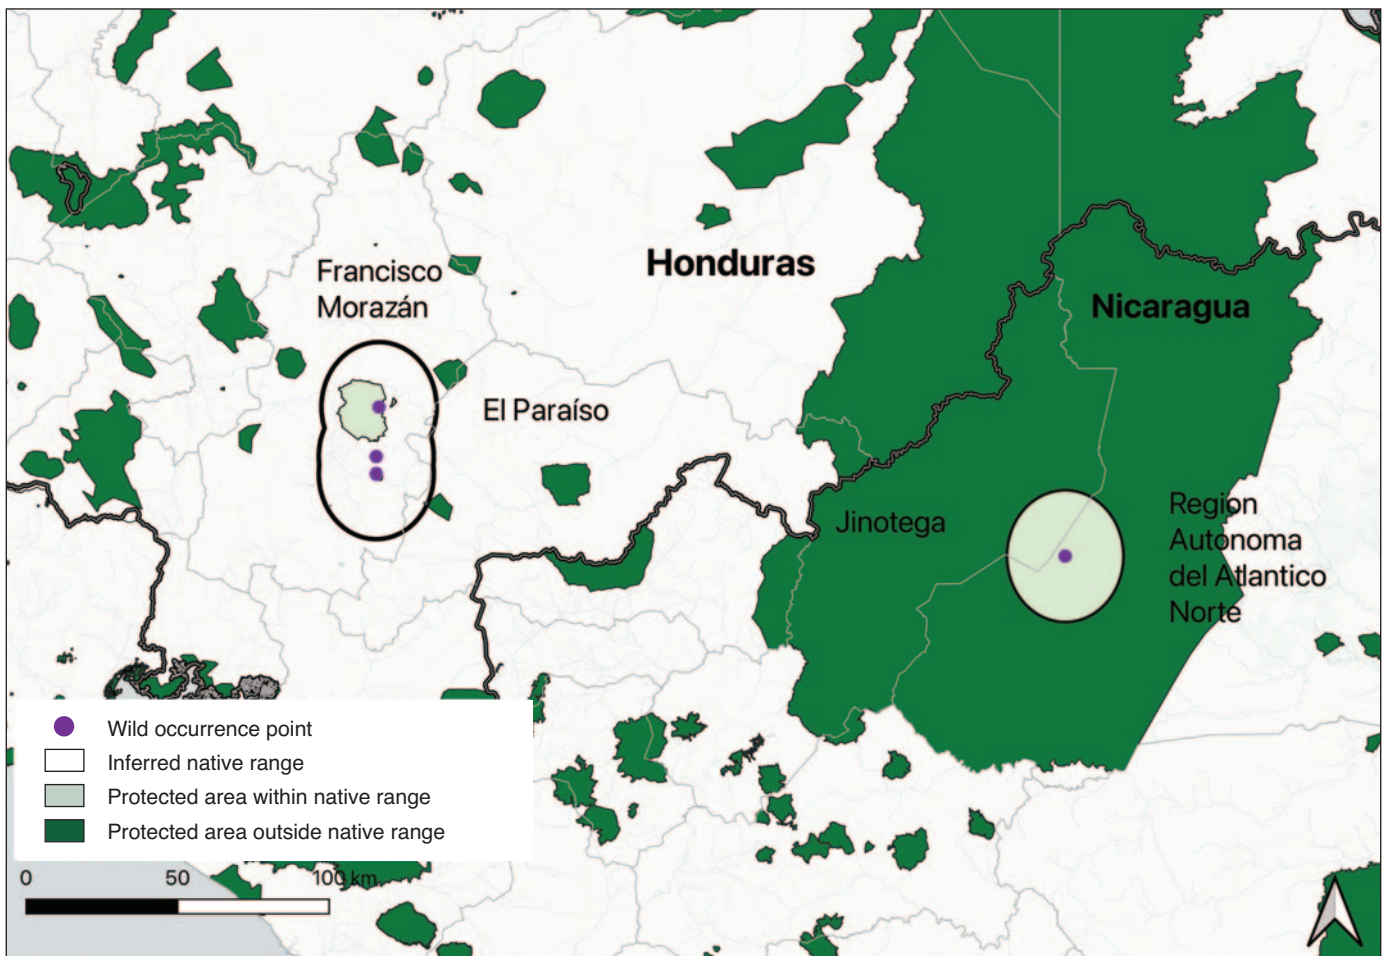 Honduras
Francisco
Morazán
Nicaragua
El Paraíso
Jinotega
Region
Autonoma
del Atlantico
Norte
Wild occurrence point
Inferred native range
Protected area within native range
Protected area outside native range
0 50 100 km